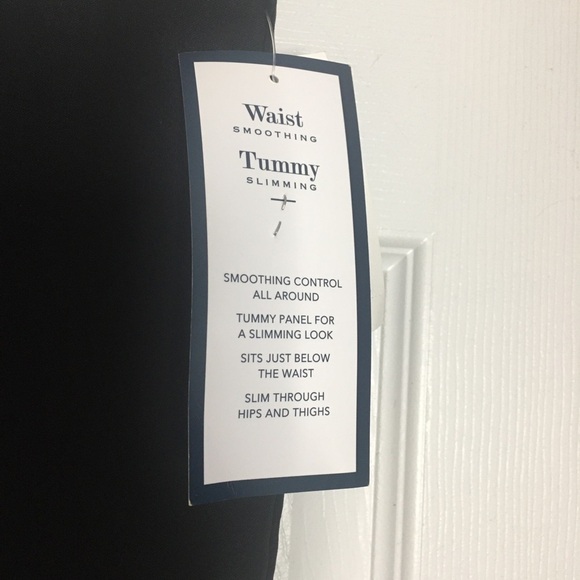 Waist
SMOOTHING
Tummy
SLIMMING
SMOOTHING CONTROL
ALL AROUND
TUMMY PANEL FOR
A SLIMMING LOOK
SITS JUST BELOW
THE WAIST
SLIM THROUGH
HIPS AND THIGHS